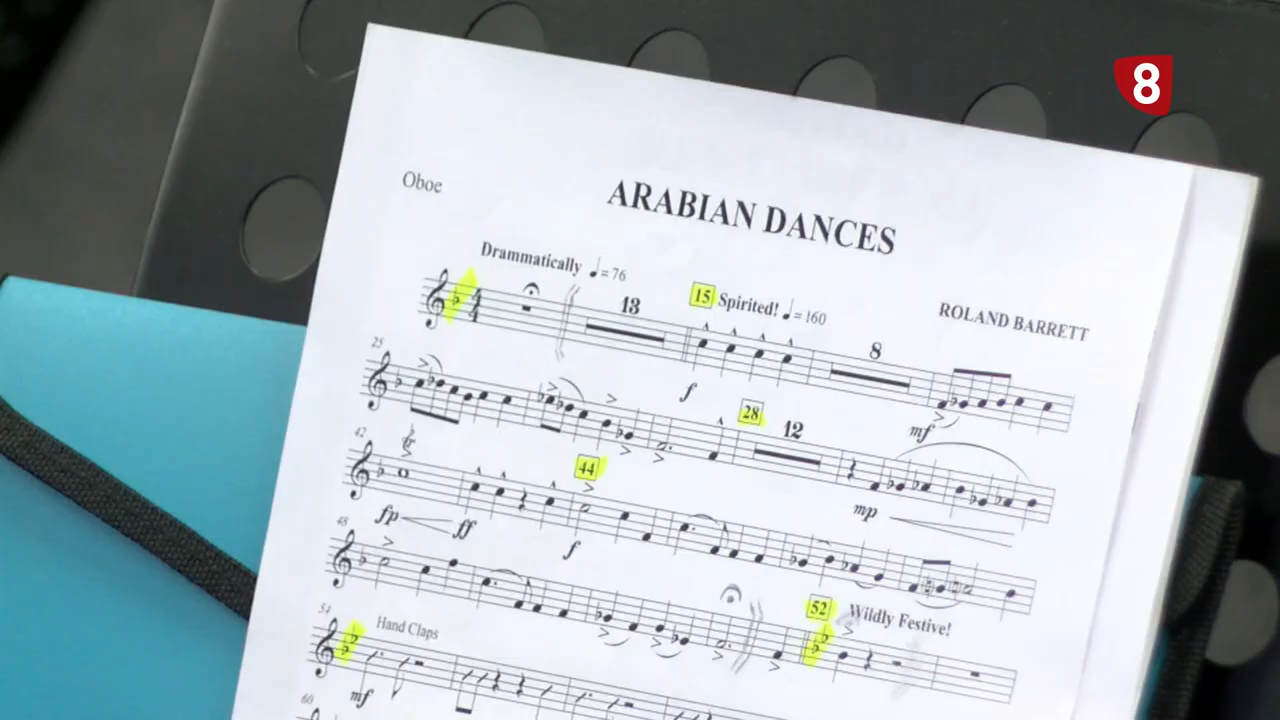 8
Oboe
ARABIAN DANCES
Drammatically ♩= 76
ROLAND BARRETT
13
15 Spirited! ♩= 160
8
f
mf
25
28
12
mp
42
tr
44
fp
ff
f
48
52 Wildly Festive!
54
Hand Claps
mf
60